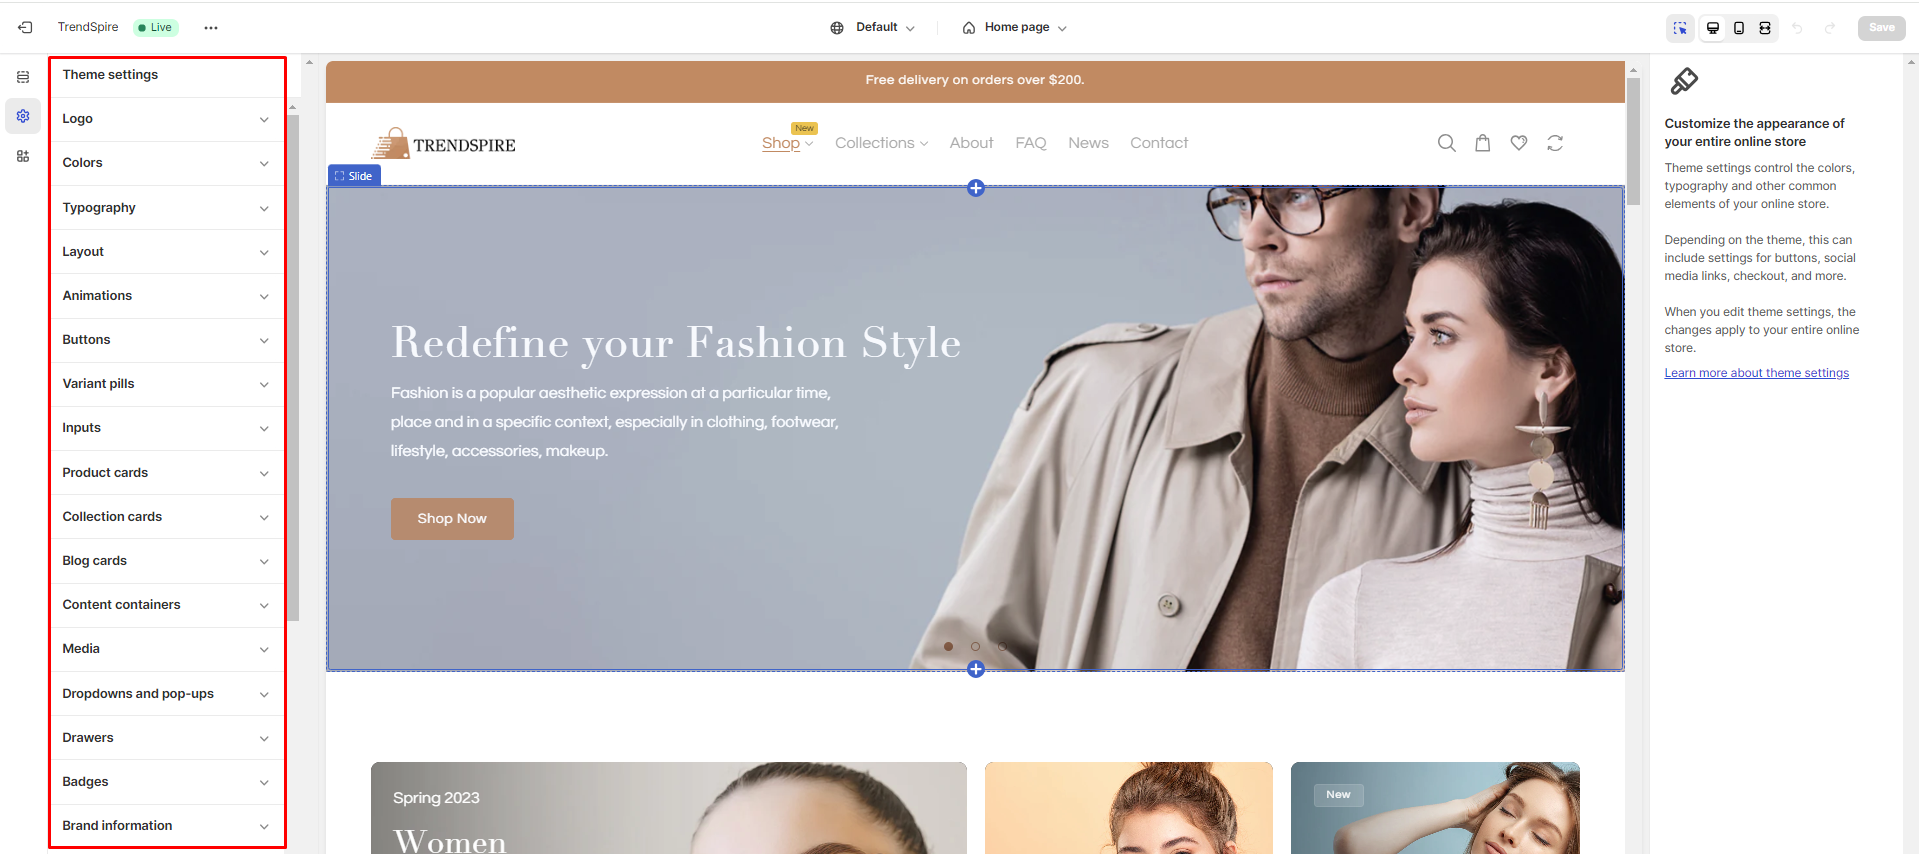 TrendSpire
Live
Default
Home page
Save
Theme settings
Logo
Colors
Typography
Layout
Animations
Buttons
Variant pills
Inputs
Product cards
Collection cards
Blog cards
Content containers
Media
Dropdowns and pop-ups
Drawers
Badges
Brand information
Free delivery on orders over $200.
TRENDSPIRE
New
Shop
Collections
About
FAQ
News
Contact
Slide
Redefine your Fashion Style
Fashion is a popular aesthetic expression at a particular time,
place and in a specific context, especially in clothing, footwear,
lifestyle, accessories, makeup.
Shop Now
Spring 2023
Women
New
Customize the appearance of
your entire online store
Theme settings control the colors,
typography and other common
elements of your online store.
Depending on the theme, this can
include settings for buttons, social
media links, checkout, and more.
When you edit theme settings, the
changes apply to your entire online
store.
Learn more about theme settings